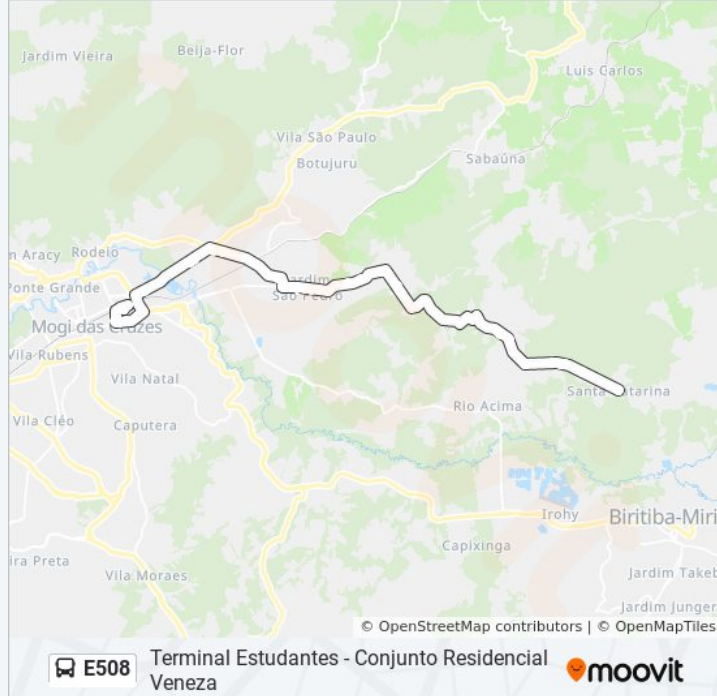 Jardim Vieira
Beija-Flor
Luis Carlos
Vila São Paulo
Botujuru
Sabaúna
n Aracy
Rodeio
Ponte Grande
Jardim
São Pedro
Mogi das Cruzes
Vila Rubens
Vila Natal
Santa Catarina
Rio Acima
Vila Cléo
Caputera
Irohy
Biritiba-Miri
ira Preta
Capixinga
Vila Moraes
Jardim Takeb
Jardim Junger
© OpenStreetMap contributors | © OpenMapTiles
E508
Terminal Estudantes - Conjunto Residencial
Veneza
moovit